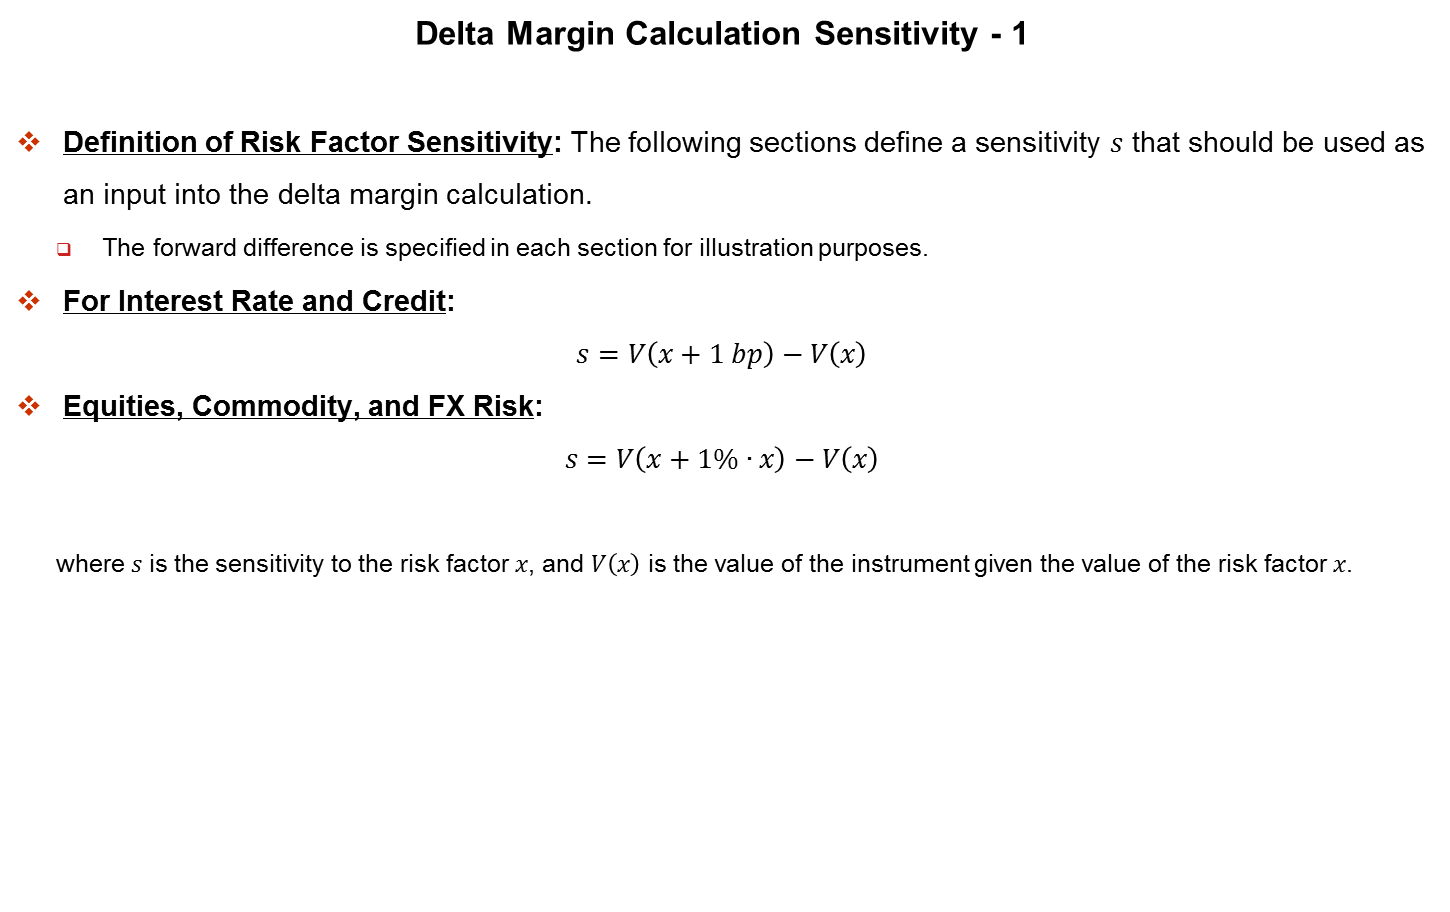 Delta Margin Calculation Sensitivity - 1
❖ Definition of Risk Factor Sensitivity: The following sections define a sensitivity s that should be used as
an input into the delta margin calculation.
❑ The forward difference is specified in each section for illustration purposes.
❖ For Interest Rate and Credit:
s = V(x + 1 bp) − V(x)
❖ Equities, Commodity, and FX Risk:
s = V(x + 1% · x) − V(x)
where s is the sensitivity to the risk factor x, and V(x) is the value of the instrument given the value of the risk factor x.